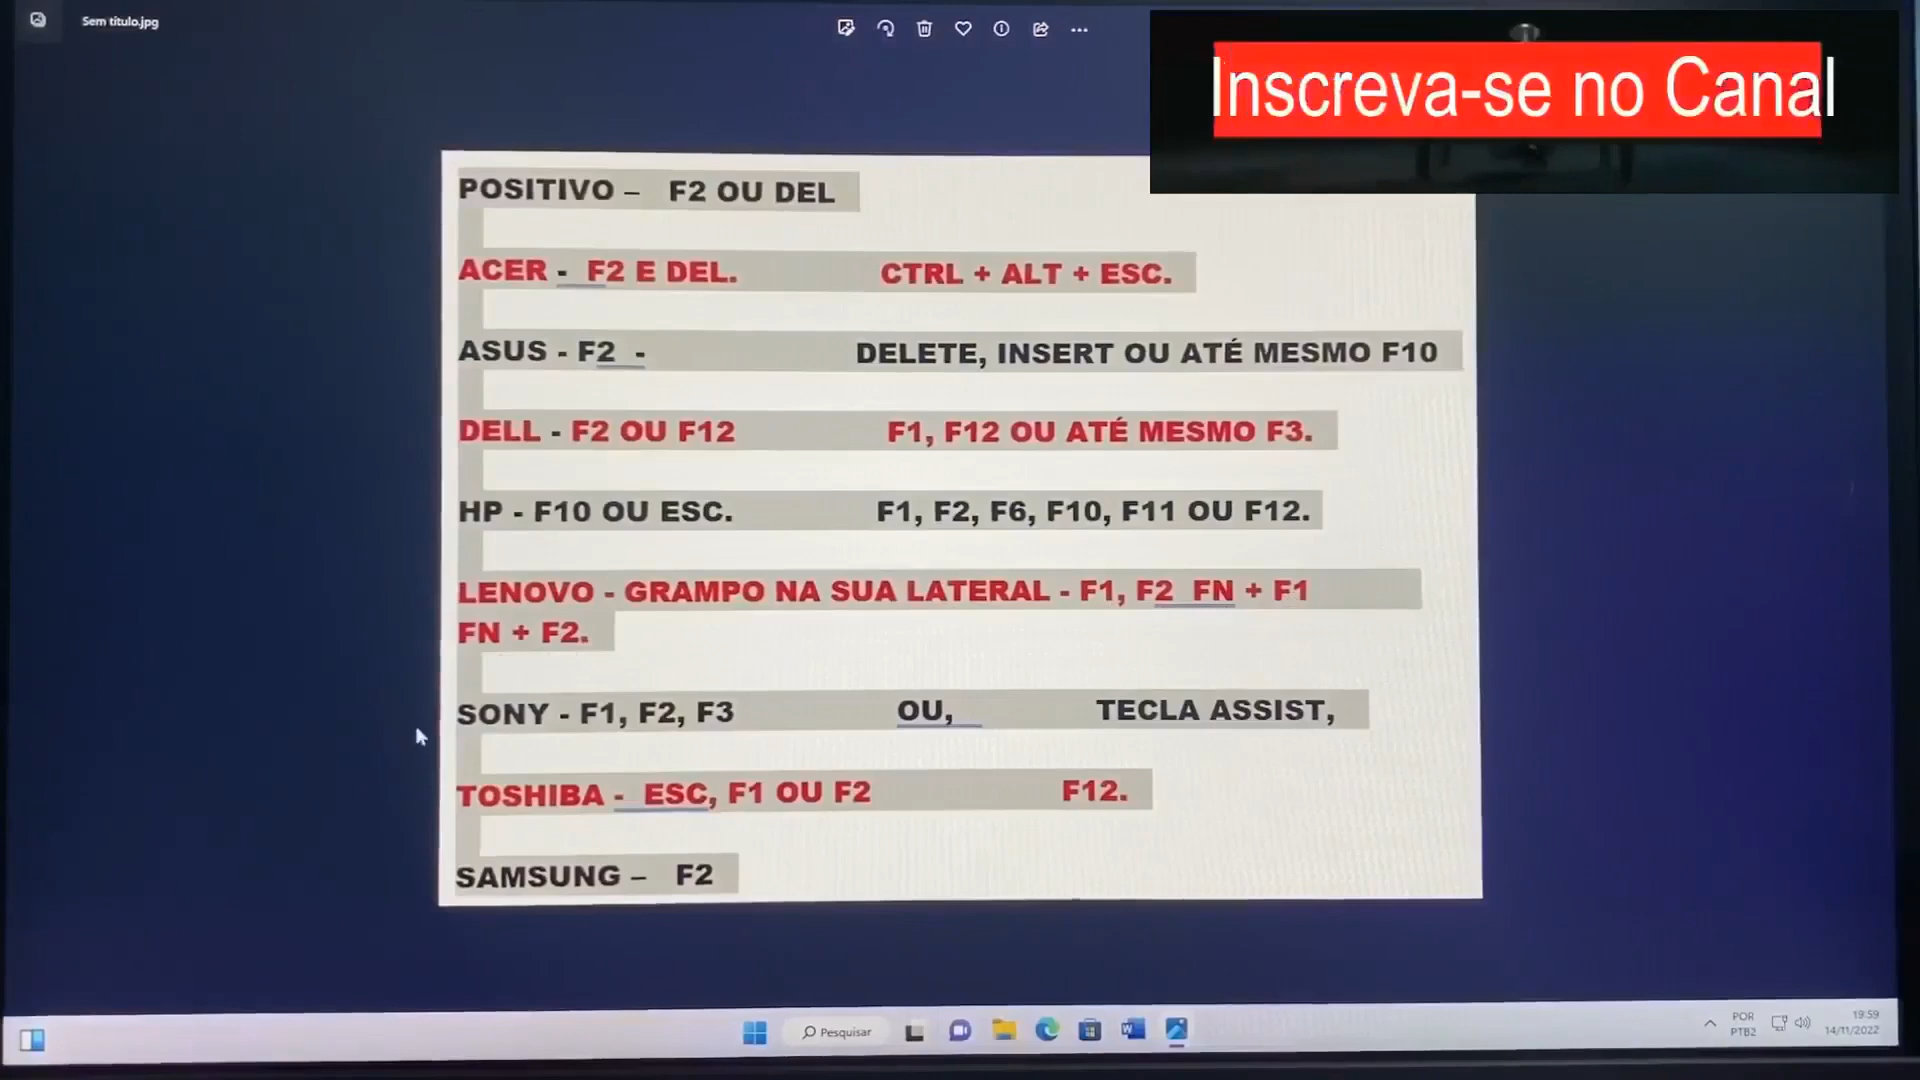 Sem título.jpg
Inscreva-se no Canal
POSITIVO – F2 OU DEL
ACER - F2 E DEL. CTRL + ALT + ESC.
ASUS - F2 - DELETE, INSERT OU ATÉ MESMO F10
DELL - F2 OU F12 F1, F12 OU ATÉ MESMO F3.
HP - F10 OU ESC. F1, F2, F6, F10, F11 OU F12.
LENOVO - GRAMPO NA SUA LATERAL - F1, F2 FN + F1
FN + F2.
SONY - F1, F2, F3 OU, TECLA ASSIST,
TOSHIBA - ESC, F1 OU F2 F12.
SAMSUNG – F2
Pesquisar
POR
PTB2
19:59
14/11/2022